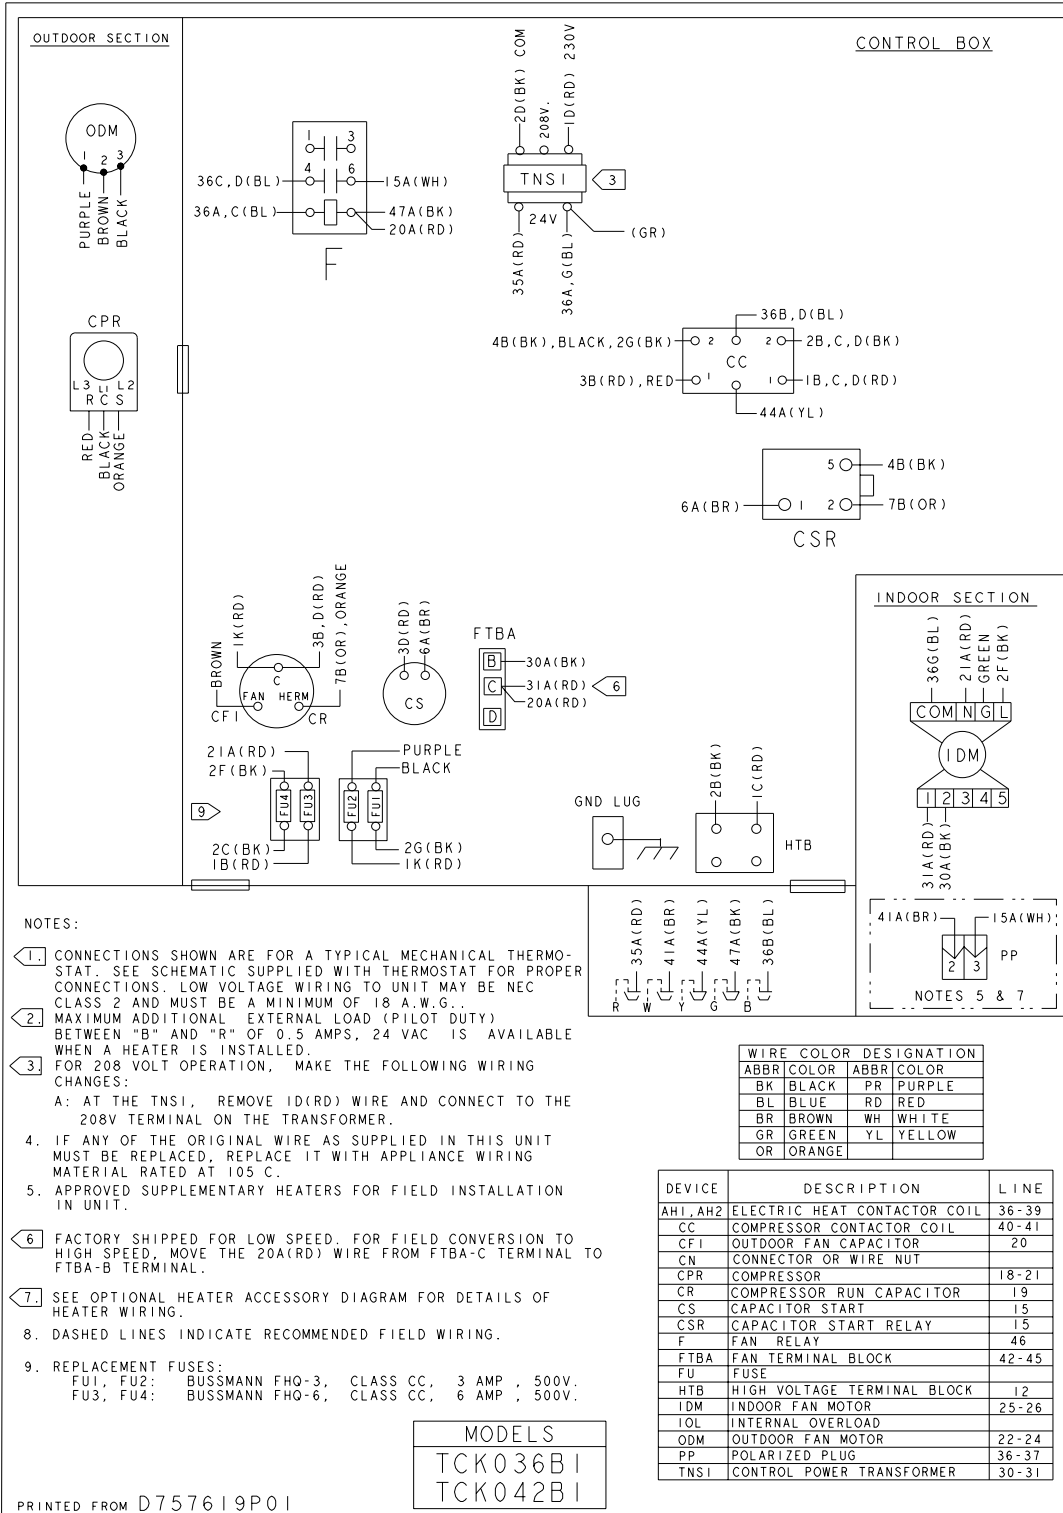 OUTDOOR SECTION
CONTROL BOX
ODM
1 2 3
PURPLE
BROWN
BLACK
1 3
4 6
36C,D(BL)
15A(WH)
36A,C(BL)
47A(BK)
20A(RD)
F
2D(BK) COM
208V.
1D(RD) 230V
TNS1
3
24V
35A(RD)
36A,G(BL)
(GR)
CPR
L3 L1 L2
R C S
RED
BLACK
ORANGE
36B,D(BL)
4B(BK),BLACK,2G(BK)
2 2
2B,C,D(BK)
CC
3B(RD),RED
1 1
1B,C,D(RD)
44A(YL)
5
4B(BK)
6A(BR)
1 2
7B(OR)
CSR
BROWN
1K(RD)
3B,D(RD)
7B(OR),ORANGE
C
FAN HERM
CF1
CR
3D(RD)
6A(BR)
CS
FTBA
B
30A(BK)
C
31A(RD)
6
20A(RD)
D
INDOOR SECTION
36G(BL)
21A(RD)
GREEN
2F(BK)
COM N G L
IDM
1 2 3 4 5
31A(RD)
30A(BK)
21A(RD)
2F(BK)
PURPLE
BLACK
9
FU4
FU3
FU2
FU1
2C(BK)
1B(RD)
2G(BK)
1K(RD)
GND LUG
2B(BK)
1C(RD)
HTB
35A(RD)
41A(BR)
44A(YL)
47A(BK)
36B(BL)
R W Y G B
41A(BR)
15A(WH)
2 3
PP
NOTES 5 & 7
NOTES:
1. CONNECTIONS SHOWN ARE FOR A TYPICAL MECHANICAL THERMO-
STAT. SEE SCHEMATIC SUPPLIED WITH THERMOSTAT FOR PROPER
CONNECTIONS. LOW VOLTAGE WIRING TO UNIT MAY BE NEC
CLASS 2 AND MUST BE A MINIMUM OF 18 A.W.G..
2. MAXIMUM ADDITIONAL EXTERNAL LOAD (PILOT DUTY)
BETWEEN "B" AND "R" OF 0.5 AMPS, 24 VAC IS AVAILABLE
WHEN A HEATER IS INSTALLED.
3. FOR 208 VOLT OPERATION, MAKE THE FOLLOWING WIRING
CHANGES:
A: AT THE TNS1, REMOVE 1D(RD) WIRE AND CONNECT TO THE
208V TERMINAL ON THE TRANSFORMER.
4. IF ANY OF THE ORIGINAL WIRE AS SUPPLIED IN THIS UNIT
MUST BE REPLACED, REPLACE IT WITH APPLIANCE WIRING
MATERIAL RATED AT 105 C.
5. APPROVED SUPPLEMENTARY HEATERS FOR FIELD INSTALLATION
IN UNIT.
6 FACTORY SHIPPED FOR LOW SPEED. FOR FIELD CONVERSION TO
HIGH SPEED, MOVE THE 20A(RD) WIRE FROM FTBA-C TERMINAL TO
FTBA-B TERMINAL.
7. SEE OPTIONAL HEATER ACCESSORY DIAGRAM FOR DETAILS OF
HEATER WIRING.
8. DASHED LINES INDICATE RECOMMENDED FIELD WIRING.
9. REPLACEMENT FUSES:
FU1, FU2: BUSSMANN FHQ-3, CLASS CC, 3 AMP , 500V.
FU3, FU4: BUSSMANN FHQ-6, CLASS CC, 6 AMP , 500V.
WIRE COLOR DESIGNATION
ABBR COLOR ABBR COLOR
BK BLACK PR PURPLE
BL BLUE RD RED
BR BROWN WH WHITE
GR GREEN YL YELLOW
OR ORANGE
DEVICE DESCRIPTION LINE
AH1,AH2 ELECTRIC HEAT CONTACTOR COIL 36-39
CC COMPRESSOR CONTACTOR COIL 40-41
CF1 OUTDOOR FAN CAPACITOR 20
CN CONNECTOR OR WIRE NUT
CPR COMPRESSOR 18-21
CR COMPRESSOR RUN CAPACITOR 19
CS CAPACITOR START 15
CSR CAPACITOR START RELAY 15
F FAN RELAY 46
FTBA FAN TERMINAL BLOCK 42-45
FU FUSE
HTB HIGH VOLTAGE TERMINAL BLOCK 12
IDM INDOOR FAN MOTOR 25-26
IOL INTERNAL OVERLOAD
ODM OUTDOOR FAN MOTOR 22-24
PP POLARIZED PLUG 36-37
TNS1 CONTROL POWER TRANSFORMER 30-31
MODELS
TCK036B1
TCK042B1
PRINTED FROM D757619P01